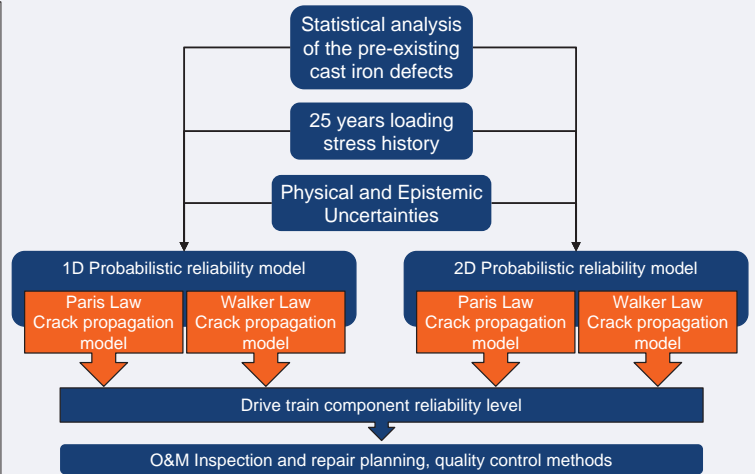 Statistical analysis
of the pre-existing
cast iron defects
25 years loading
stress history
Physical and Epistemic
Uncertainties
1D Probabilistic reliability model
Paris Law
Crack propagation
model
Walker Law
Crack propagation
model
2D Probabilistic reliability model
Paris Law
Crack propagation
model
Walker Law
Crack propagation
model
Drive train component reliability level
O&M Inspection and repair planning, quality control methods